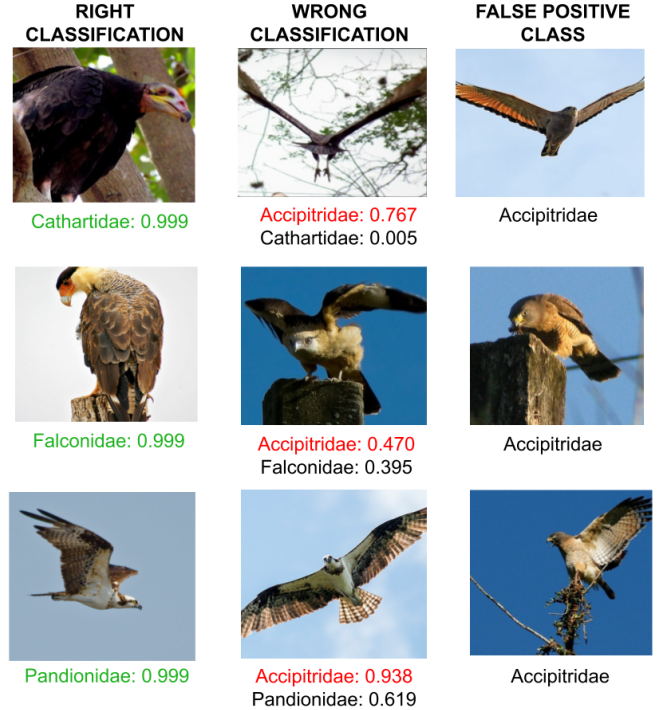 RIGHT
CLASSIFICATION
WRONG
CLASSIFICATION
FALSE POSITIVE
CLASS
Cathartidae: 0.999
Accipitridae: 0.767
Cathartidae: 0.005
Accipitridae
Falconidae: 0.999
Accipitridae: 0.470
Falconidae: 0.395
Accipitridae
Pandionidae: 0.999
Accipitridae: 0.938
Pandionidae: 0.619
Accipitridae